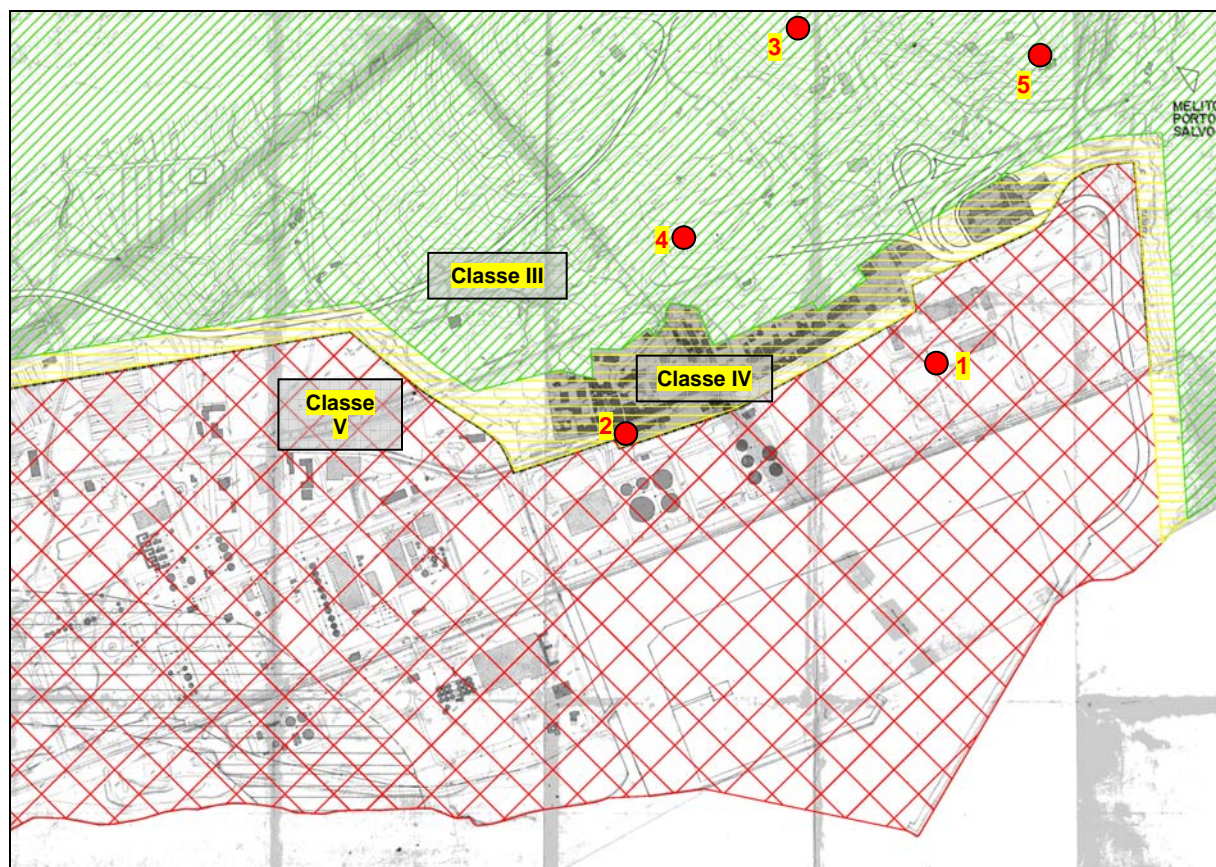 3
5
MELITO
PORTO
SALVO
4
Classe III
1
Classe IV
Classe
V
2